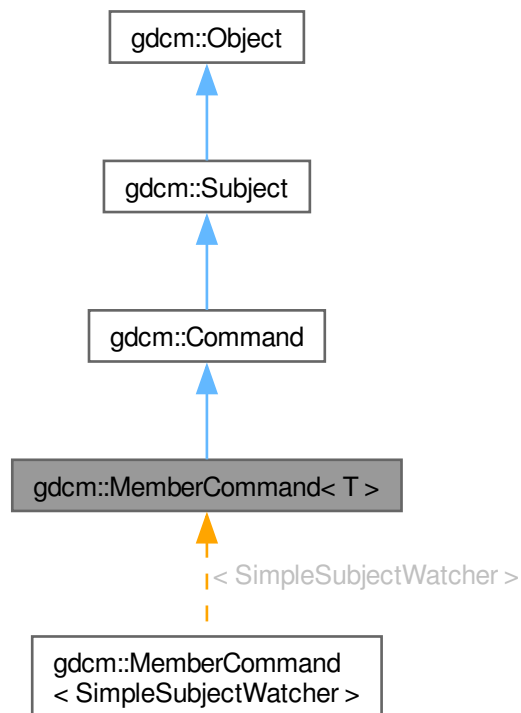 gdcm::Object
gdcm::Subject
gdcm::Command
gdcm::MemberCommand< T >
< SimpleSubjectWatcher >
gdcm::MemberCommand
< SimpleSubjectWatcher >